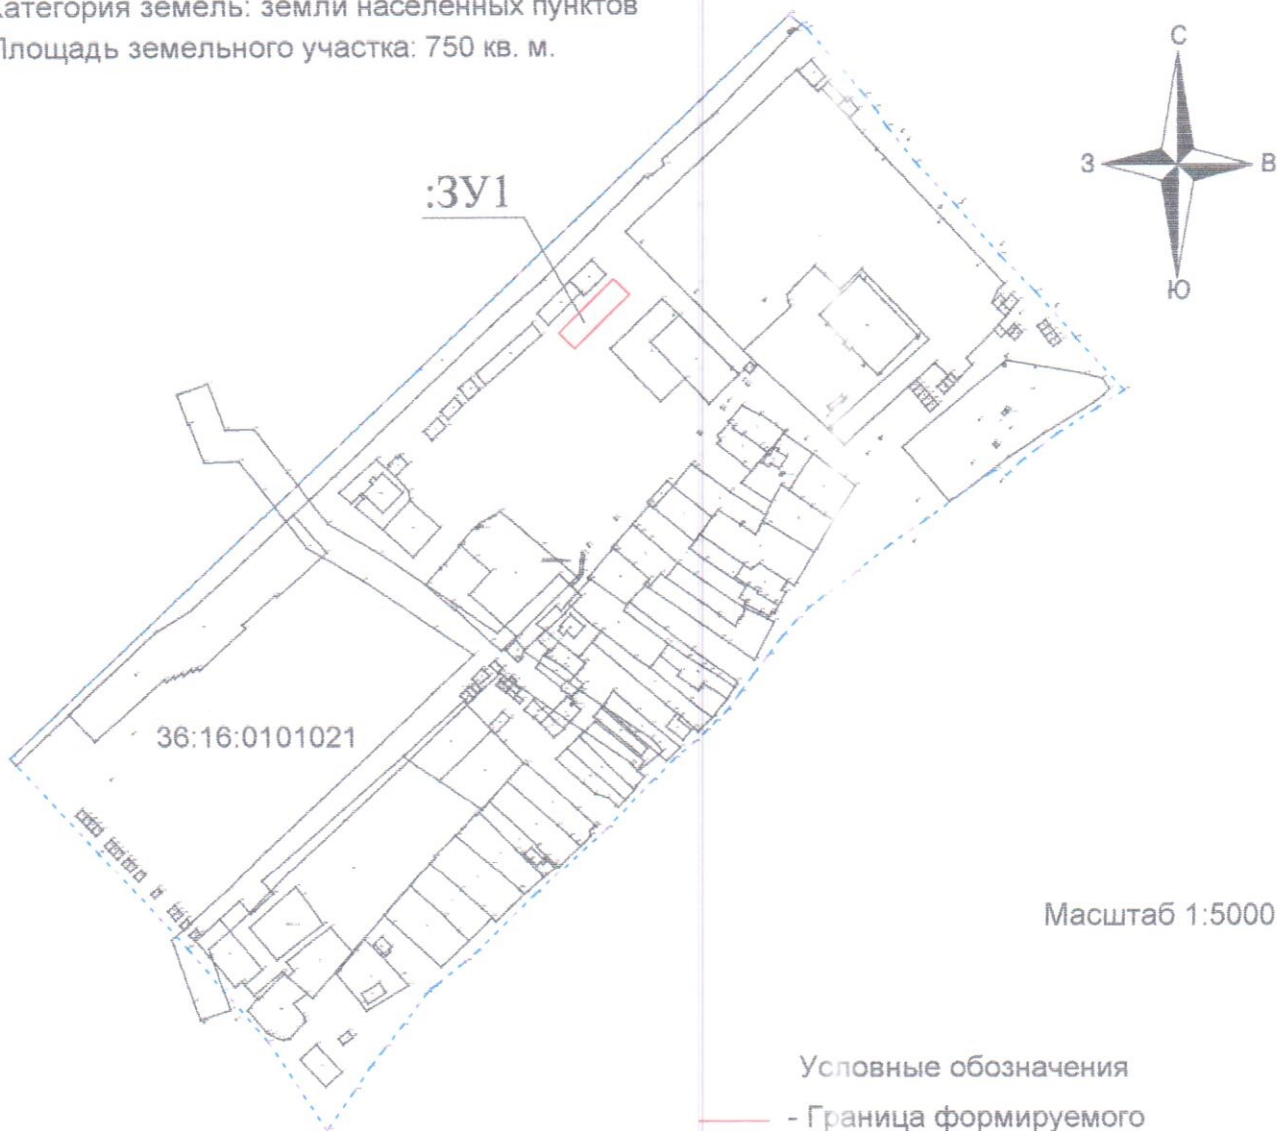 Категория земель: земли населенных пунктов
Площадь земельного участка: 750 кв. м.
С
З
В
Ю
:ЗУ1
36:16:0101021
Масштаб 1:5000
Условные обозначения
- Граница формируемого